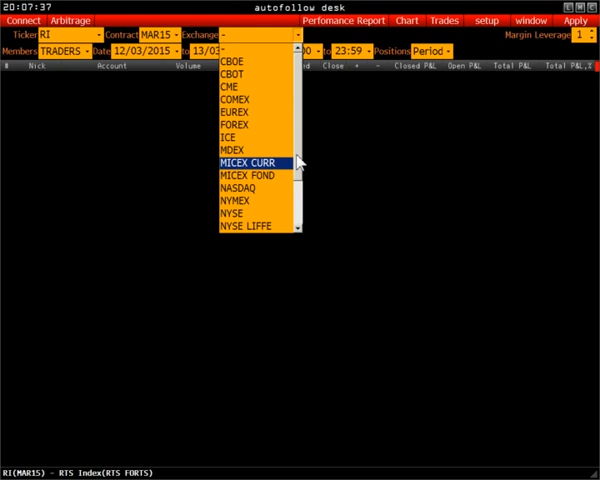 20:07:37 autofollow desk L M C
Connect Arbitrage Perfomance Report Chart Trades setup window Apply
Ticker RI Contract MAR15 Exchange - Margin Leverage 1
Members TRADERS Date 12/03/2015 to 13/03 00 to 23:59 Positions Period
# Nick Account Volume ed Close + - Closed P&L Open P&L Total P&L Total P&L,%
-
CBOE
CBOT
CME
COMEX
EUREX
FOREX
ICE
MDEX
MICEX CURR
MICEX FOND
NASDAQ
NYMEX
NYSE
NYSE LIFFE
RI(MAR15) - RTS Index(RTS FORTS)